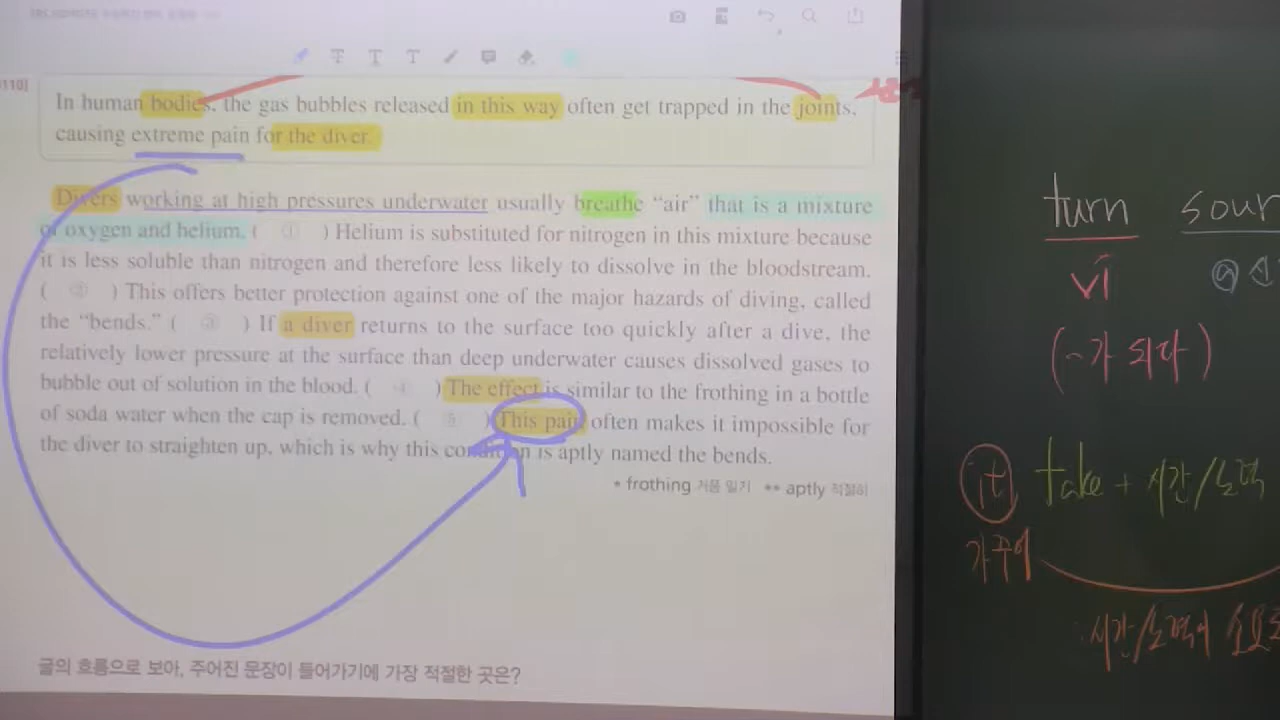 110]
In human bodies, the gas bubbles released in this way often get trapped in the joints,
causing extreme pain for the diver.
Divers working at high pressures underwater usually breathe “air” that is a mixture
of oxygen and helium. ( ① ) Helium is substituted for nitrogen in this mixture because
it is less soluble than nitrogen and therefore less likely to dissolve in the bloodstream.
( ② ) This offers better protection against one of the major hazards of diving, called
the “bends.” ( ③ ) If a diver returns to the surface too quickly after a dive, the
relatively lower pressure at the surface than deep underwater causes dissolved gases to
bubble out of solution in the blood. ( ④ ) The effect is similar to the frothing in a bottle
of soda water when the cap is removed. ( ⑤ ) This pain often makes it impossible for
the diver to straighten up, which is why this condition is aptly named the bends.
* frothing 거품 일기 ** aptly 적절히
글의 흐름으로 보아, 주어진 문장이 들어가기에 가장 적절한 곳은?
turn sour
vi
(~가 되다)
it take + 시간/노력
가주어
시간/노력이